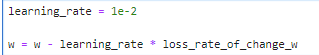 learning_rate = 1e-2
w = w - learning_rate * loss_rate_of_change_w